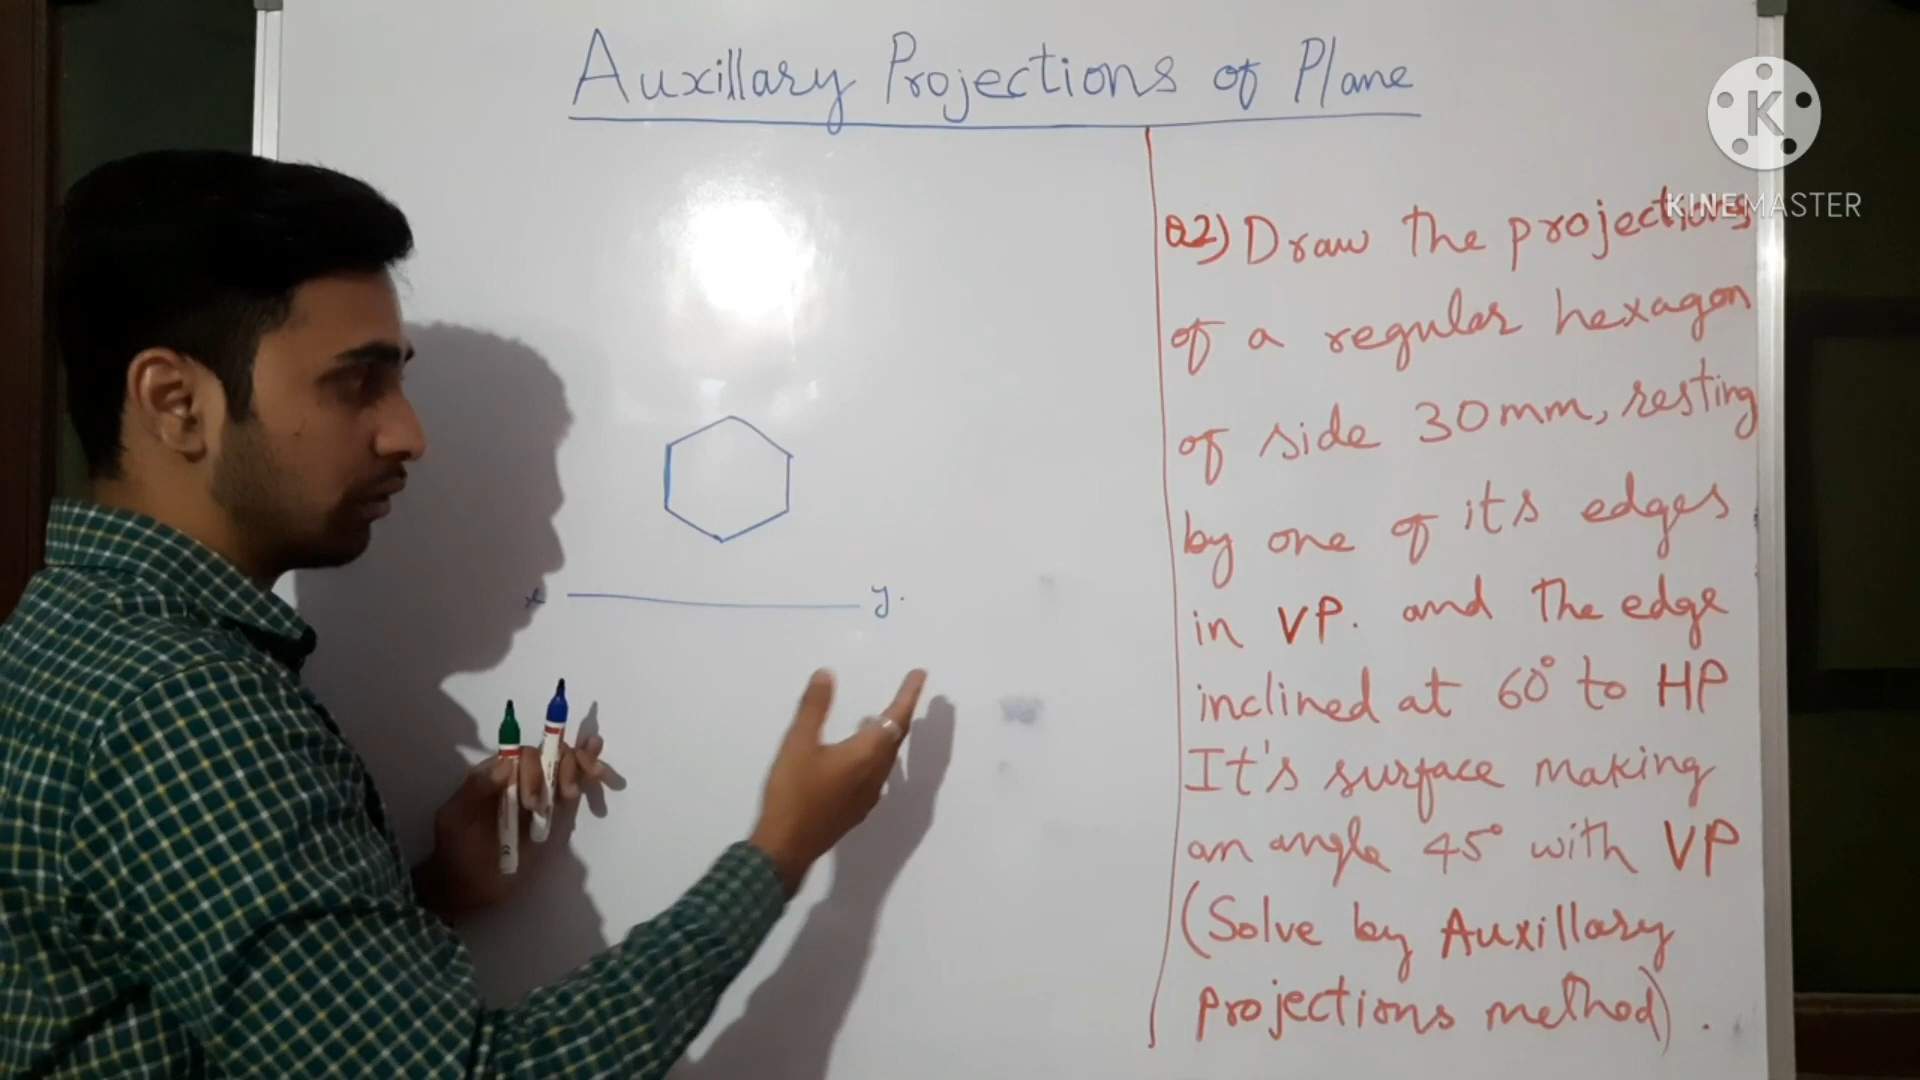 Auxillary Projections of Plane
K
KINEMASTER
Q2) Draw the projections
of a regular hexagon
of side 30mm, resting
by one of it's edges
in VP. and the edge
inclined at 60° to HP
It's surface making
an angle 45° with VP
(Solve by Auxillary
projections method).
x y.